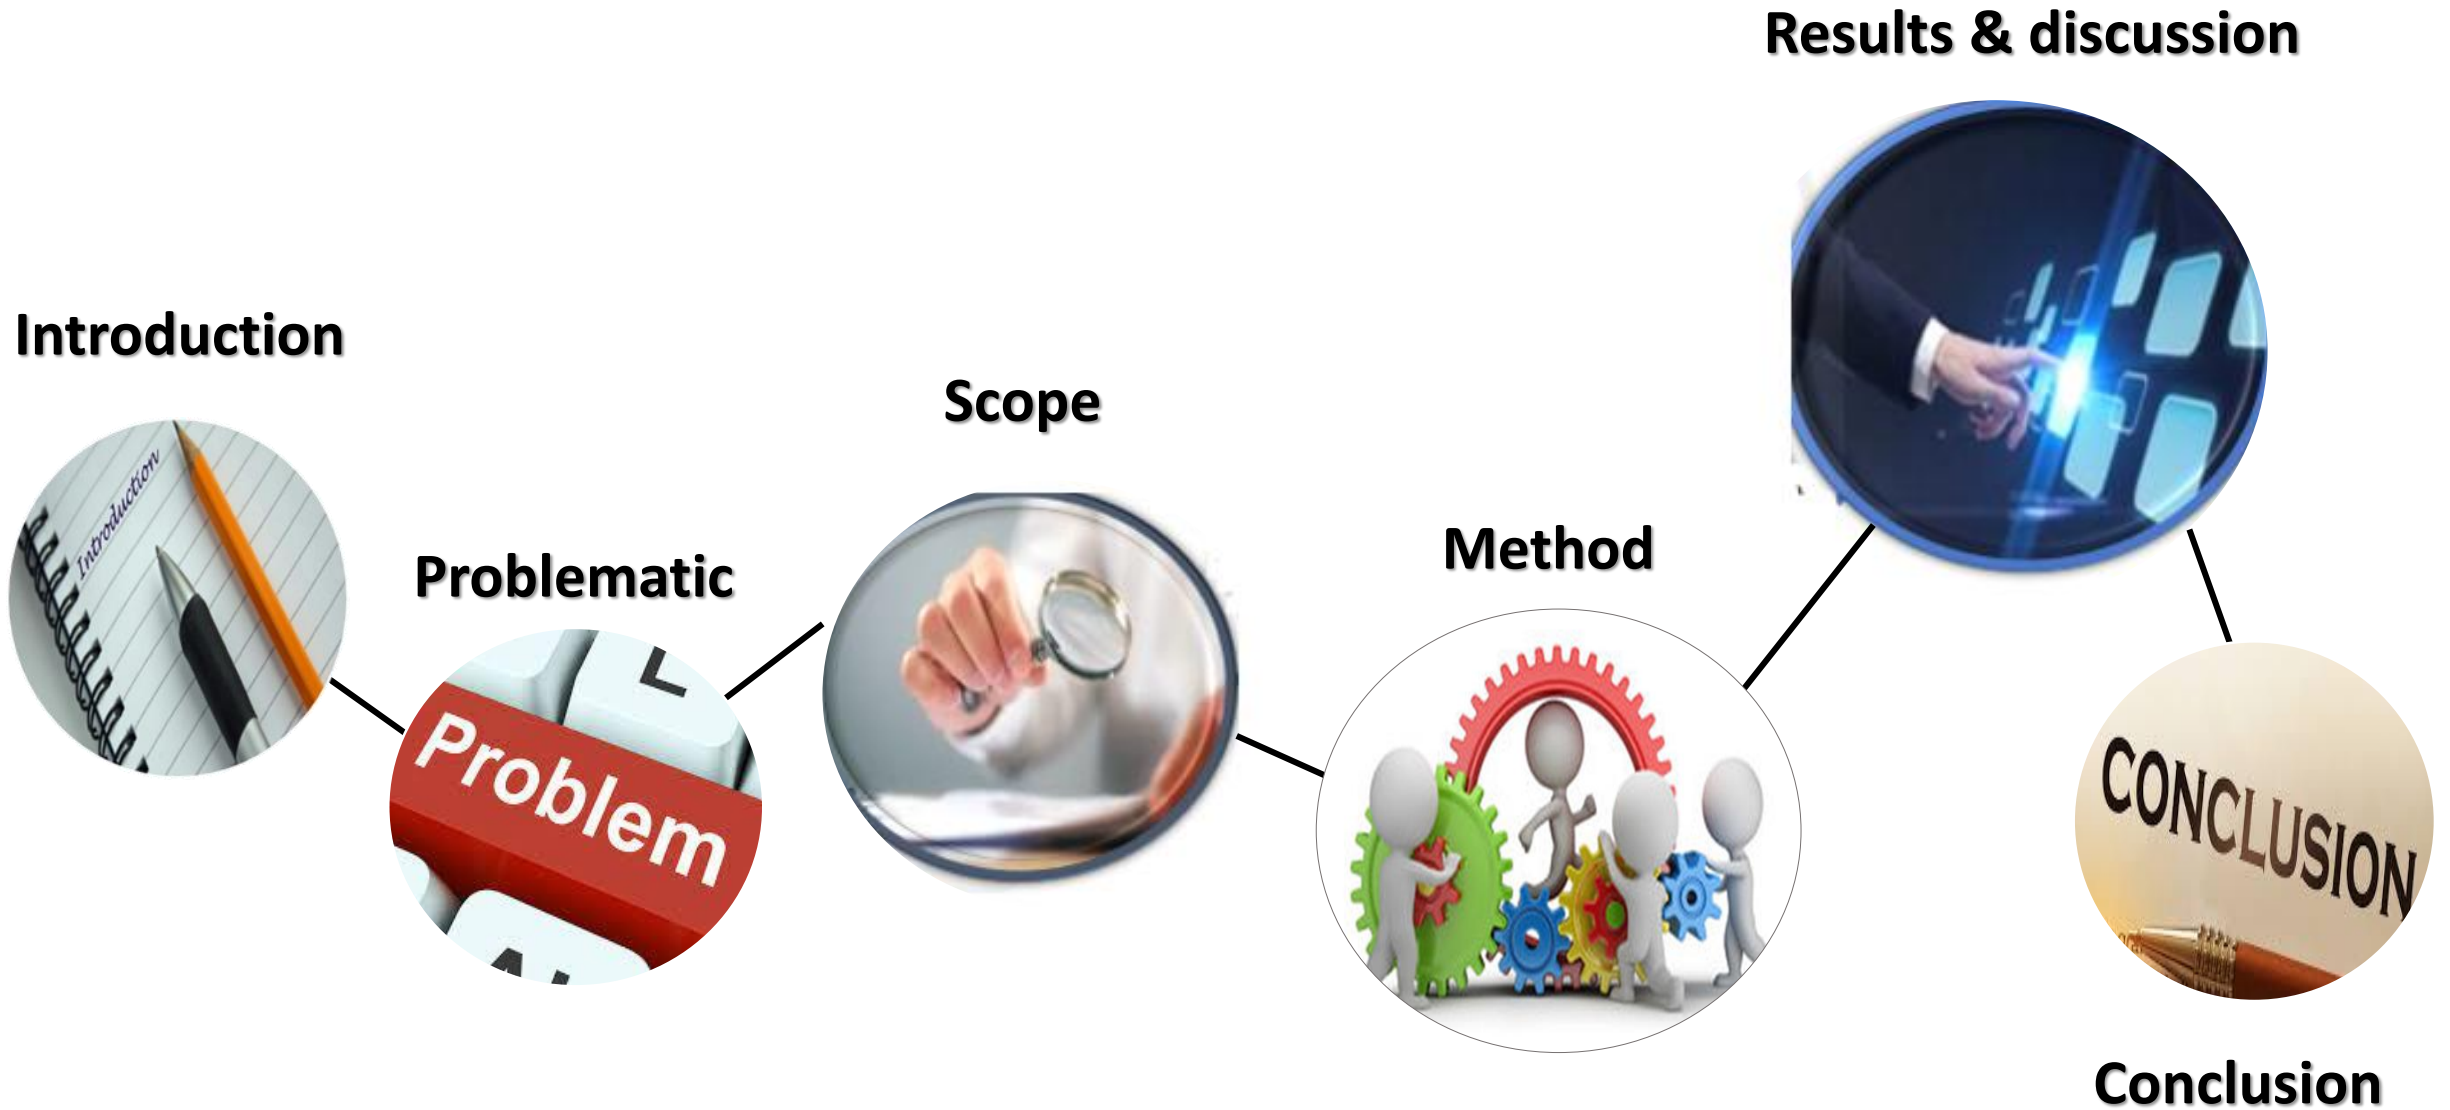 Results & discussion
Introduction
Scope
Introduction
Method
Problematic
L
Problem
CONCLUSION
Conclusion